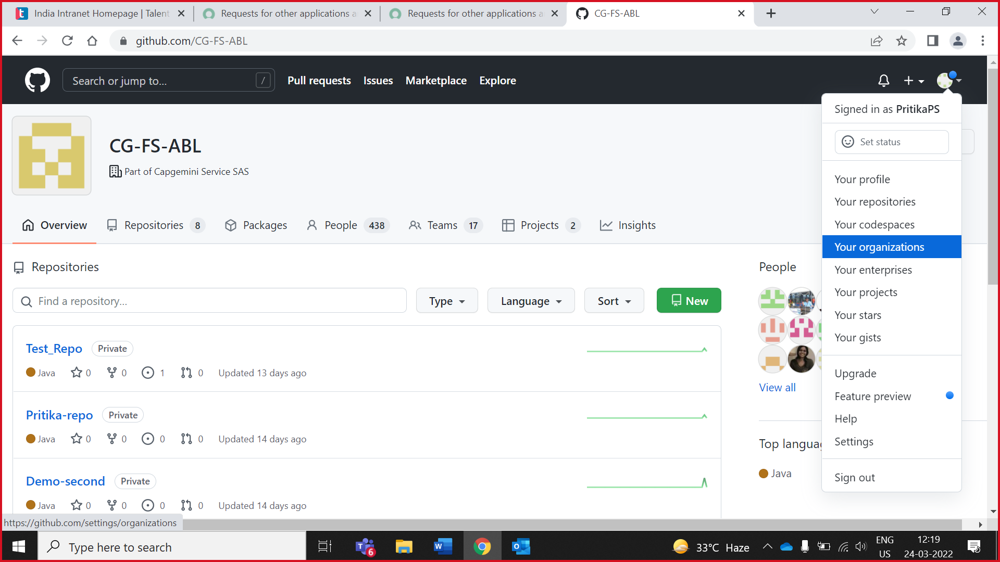 India Intranet Homepage | Talent
Requests for other applications a
Requests for other applications a
CG-FS-ABL
github.com/CG-FS-ABL
Search or jump to... /
Pull requests
Issues
Marketplace
Explore
Signed in as PritikaPS
Set status
Your profile
Your repositories
Your codespaces
Your organizations
Your enterprises
Your projects
Your stars
Your gists
Upgrade
Feature preview
Help
Settings
Sign out
CG-FS-ABL
Part of Capgemini Service SAS
Overview
Repositories 8
Packages
People 438
Teams 17
Projects 2
Insights
Repositories
Find a repository...
Type
Language
Sort
New
Test_Repo Private
Java 0 0 1 0 Updated 13 days ago
Pritika-repo Private
Java 0 0 0 0 Updated 14 days ago
Demo-second Private
Java 0 0 0 0 Updated 14 days ago
People
View all
Top langua
Java
https://github.com/settings/organizations
Type here to search
6
33°C Haze
ENG
US
12:19
24-03-2022